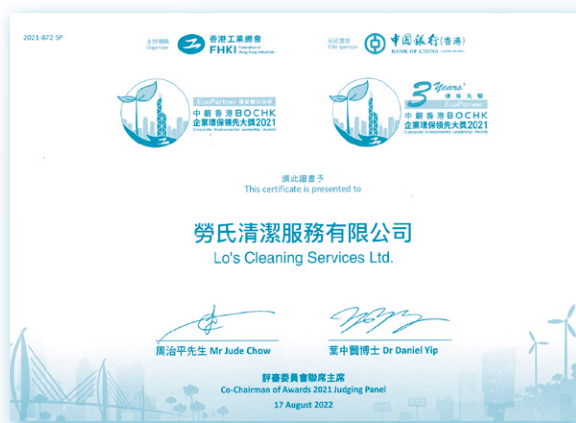 2021-872 SP
主辦機構
Organizer
香港工業總會
FHKI Federation of
Hong Kong Industries
冠名贊助
Title Sponsor
中國銀行(香港)
BANK OF CHINA (HONG KONG)
EcoPartner 環保夥伴
中銀香港BOCHK
企業環保領先大獎2021
Corporate Environmental Leadership Awards
3 Years'
環保先驅
EcoPioneer
中銀香港BOCHK
企業環保領先大獎2021
Corporate Environmental Leadership Awards
頒此證書予
This certificate is presented to
勞氏清潔服務有限公司
Lo's Cleaning Services Ltd.
周治平先生 Mr Jude Chow
葉中賢博士 Dr Daniel Yip
評審委員會聯席主席
Co-Chairman of Awards 2021 Judging Panel
17 August 2022